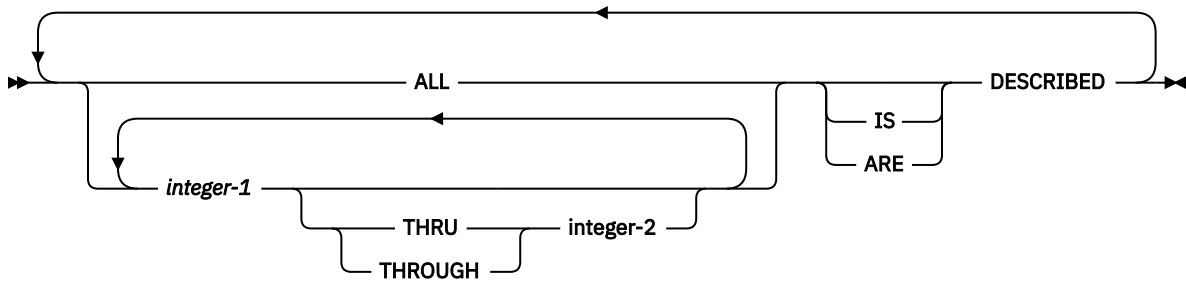 ALL
DESCRIBED
IS
ARE
integer-1
THRU
integer-2
THROUGH